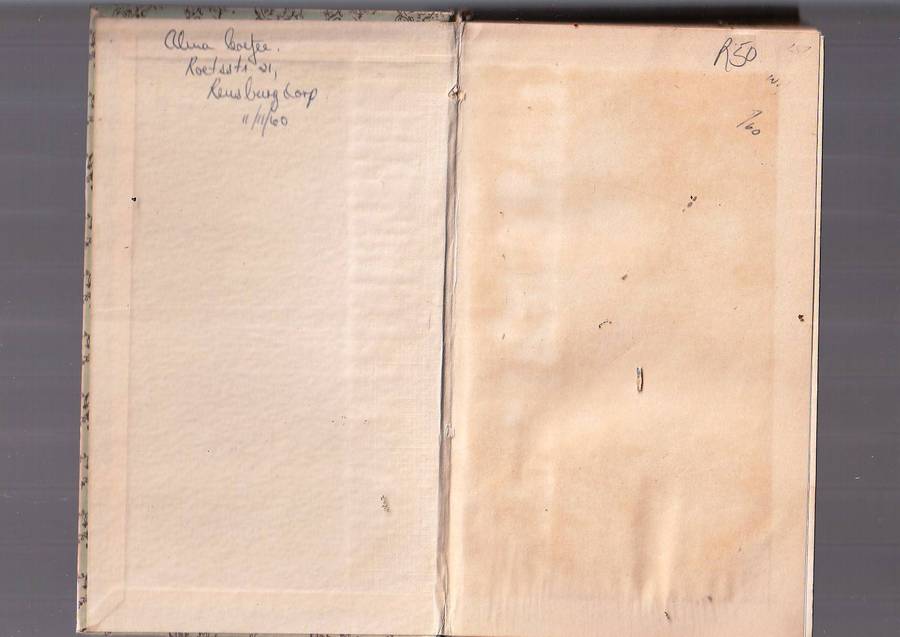 Alma Coetzee.
Roetsstr 21,
Rensburgdorp
11/11/60
R50
7/60